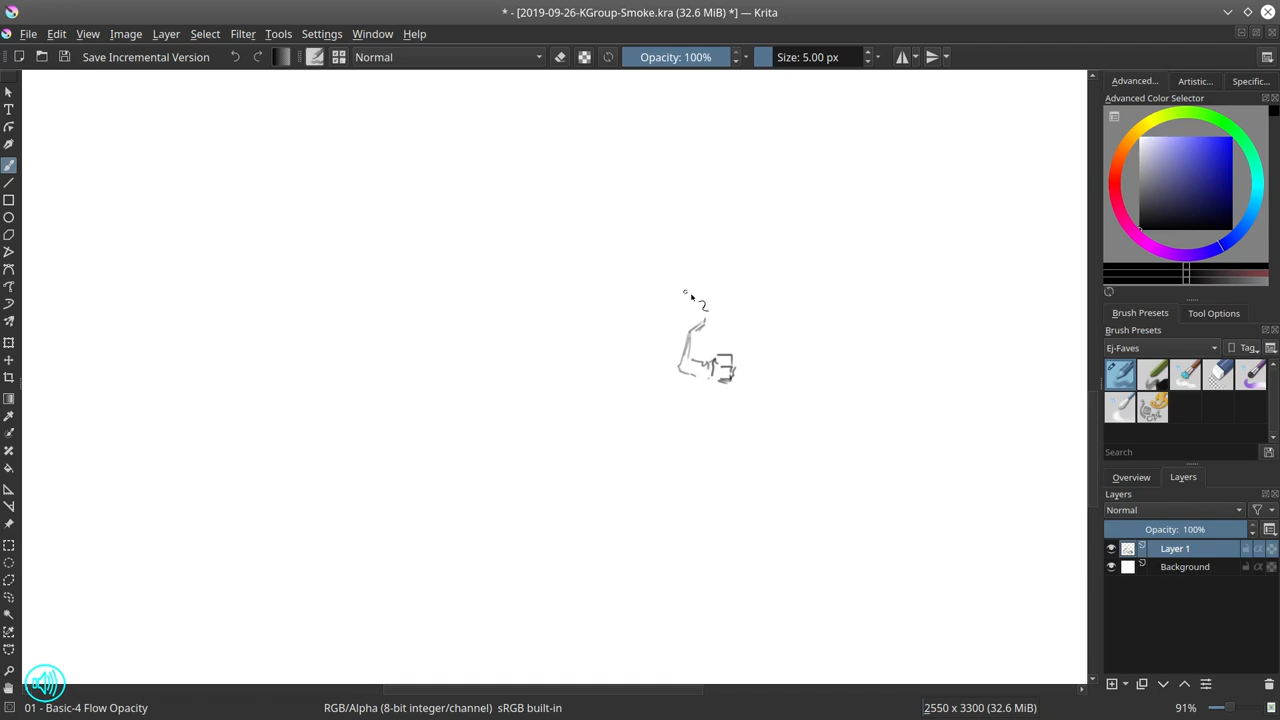 * - [2019-09-26-KGroup-Smoke.kra (32.6 MiB) *] — Krita
File Edit View Image Layer Select Filter Tools Settings Window Help
Save Incremental Version Normal Opacity: 100% Size: 5.00 px
Advanced... Artistic... Specific...
Advanced Color Selector
Brush Presets Tool Options
Brush Presets
Ej-Faves Tag
Search
Overview Layers
Layers
Normal
Opacity: 100%
Layer 1
Background
01 - Basic-4 Flow Opacity RGB/Alpha (8-bit integer/channel) sRGB built-in 2550 x 3300 (32.6 MiB) 91%